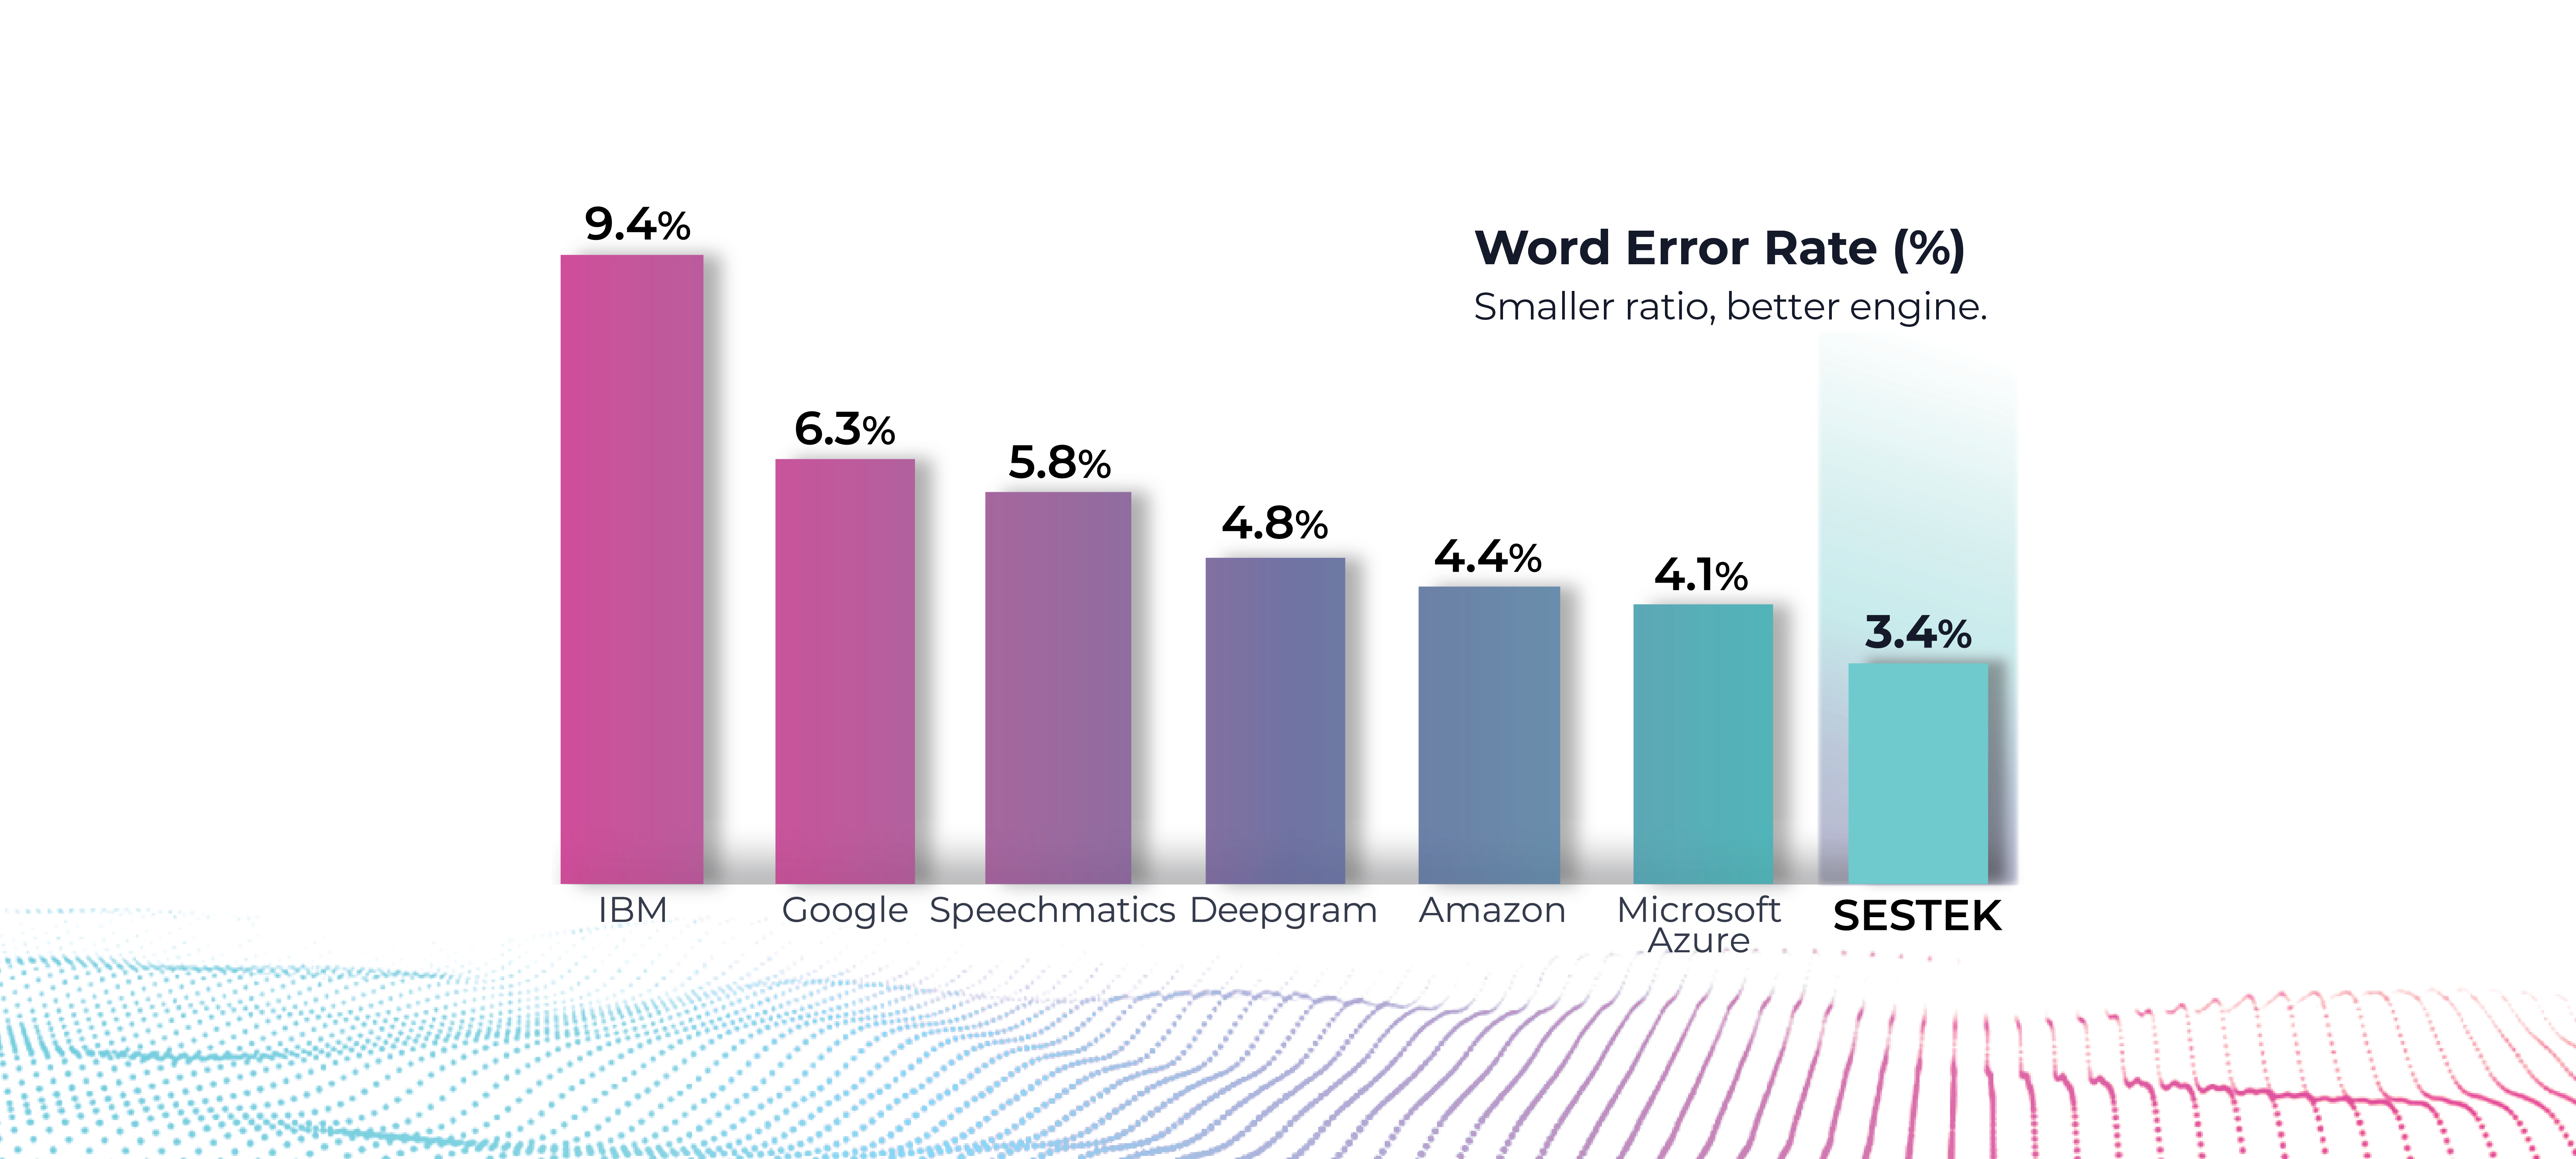 Word Error Rate (%)
Smaller ratio, better engine.
9.4%
6.3%
5.8%
4.8%
4.4%
4.1%
3.4%
IBM
Google
Speechmatics
Deepgram
Amazon
Microsoft
Azure
SESTEK